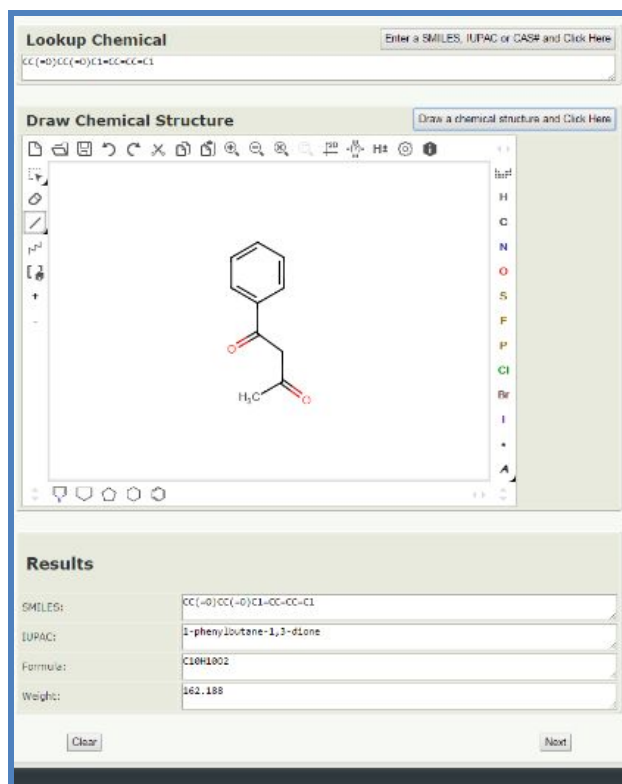 Lookup Chemical
Enter a SMILES, IUPAC or CAS# and Click Here
CC(=O)CC(=O)C1=CC=CC=C1
Draw Chemical Structure
Draw a chemical structure and Click Here
H±
H
C
N
O
S
F
P
Cl
Br
I
*
A
O
H₃C
O
Results
SMILES:
CC(=O)CC(=O)C1=CC=CC=C1
IUPAC:
1-phenylbutane-1,3-dione
Formula:
C10H10O2
Weight:
162.188
Clear
Next